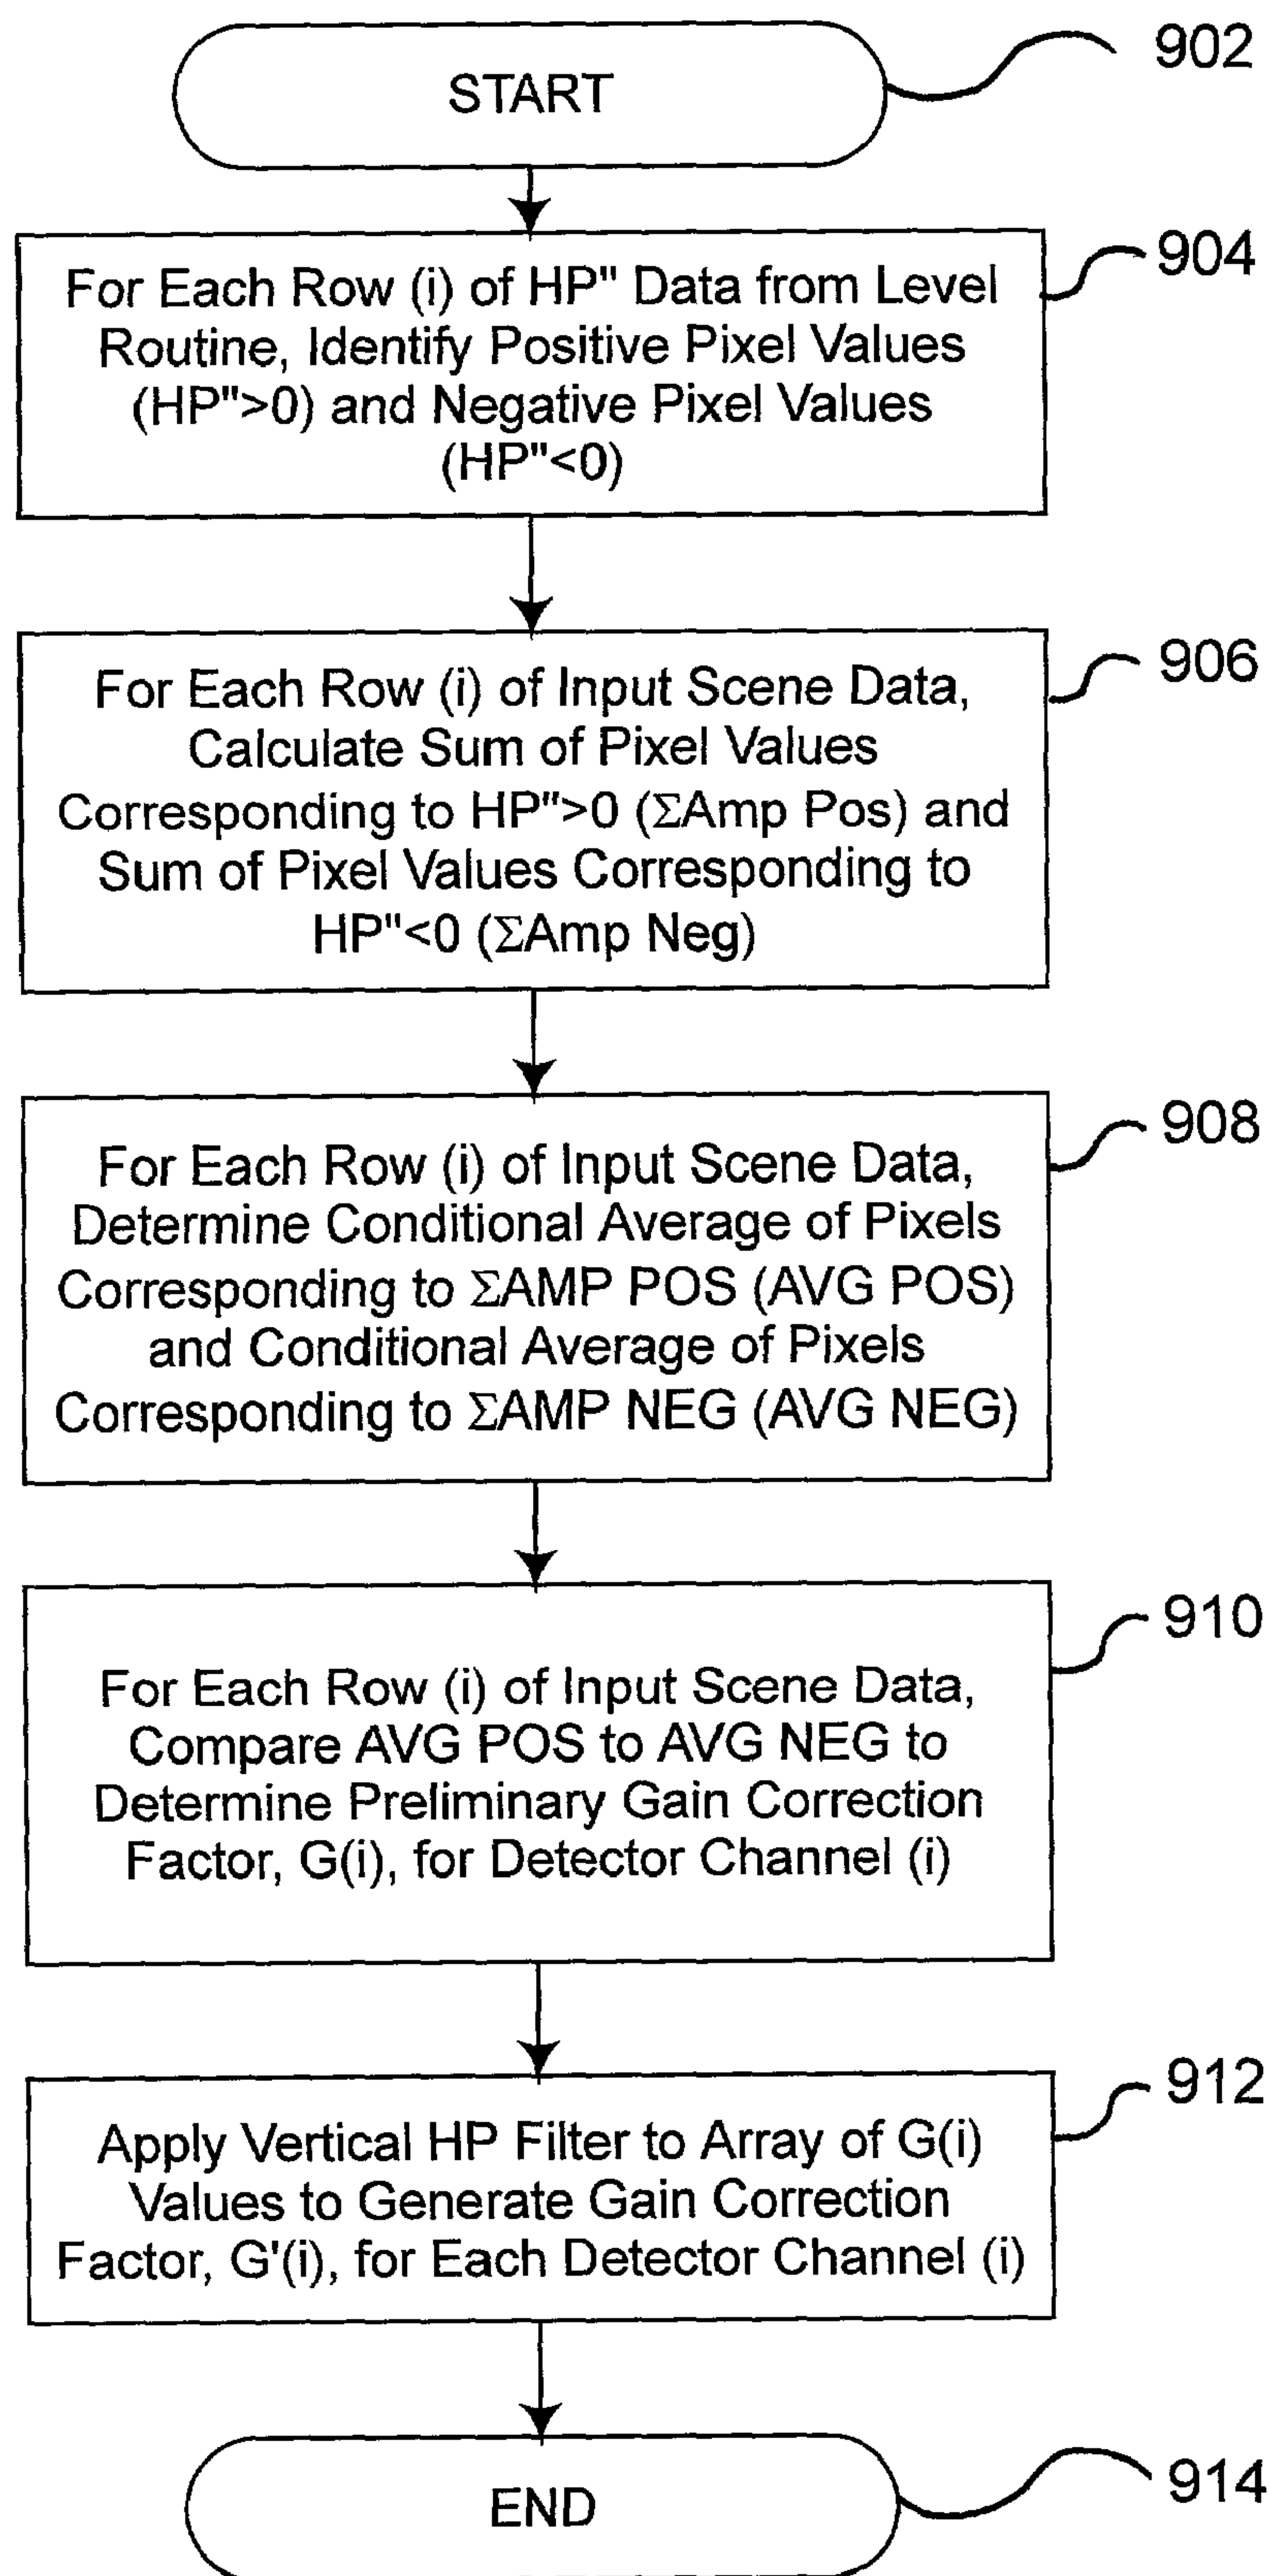 START
902
For Each Row (i) of HP" Data from Level
Routine, Identify Positive Pixel Values
(HP">0) and Negative Pixel Values
(HP"<0)
904
For Each Row (i) of Input Scene Data,
Calculate Sum of Pixel Values
Corresponding to HP">0 (ΣAmp Pos) and
Sum of Pixel Values Corresponding to
HP"<0 (ΣAmp Neg)
906
For Each Row (i) of Input Scene Data,
Determine Conditional Average of Pixels
Corresponding to ΣAMP POS (AVG POS)
and Conditional Average of Pixels
Corresponding to ΣAMP NEG (AVG NEG)
908
For Each Row (i) of Input Scene Data,
Compare AVG POS to AVG NEG to
Determine Preliminary Gain Correction
Factor, G(i), for Detector Channel (i)
910
Apply Vertical HP Filter to Array of G(i)
Values to Generate Gain Correction
Factor, G'(i), for Each Detector Channel (i)
912
END
914